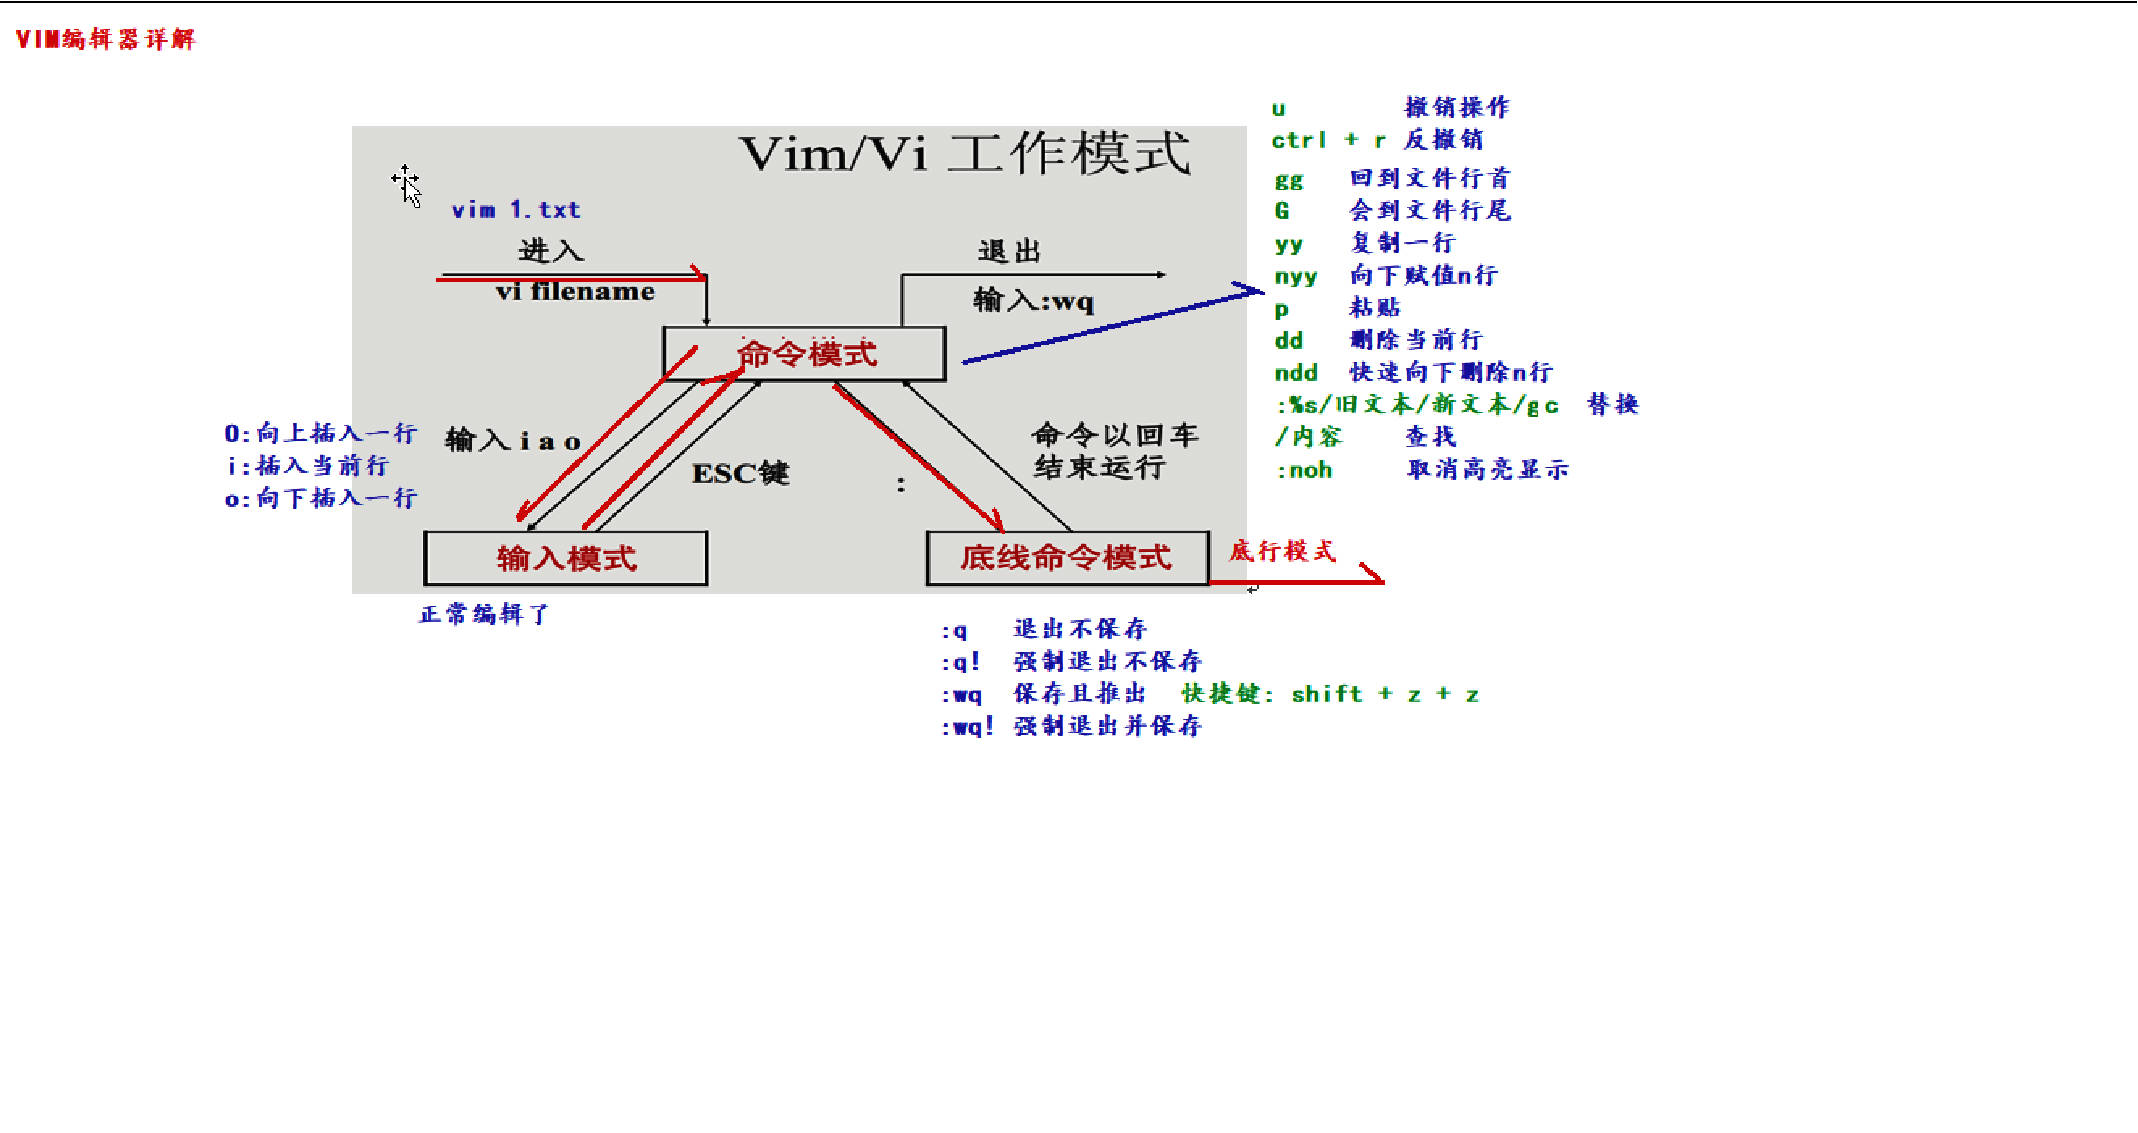 VIM编辑器详解
Vim/Vi 工作模式
vim 1.txt
进入
vi filename
退出
输入:wq
命令模式
输入 i a o
ESC键
:
命令以回车
结束运行
输入模式
底线命令模式
底行模式
O:向上插入一行
i:插入当前行
o:向下插入一行
正常编辑了
u 撤销操作
ctrl + r 反撤销
gg 回到文件行首
G 会到文件行尾
yy 复制一行
nyy 向下赋值n行
p 粘贴
dd 删除当前行
ndd 快速向下删除n行
:%s/旧文本/新文本/gc 替换
/内容 查找
:noh 取消高亮显示
:q 退出不保存
:q! 强制退出不保存
:wq 保存且推出 快捷键: shift + z + z
:wq! 强制退出并保存